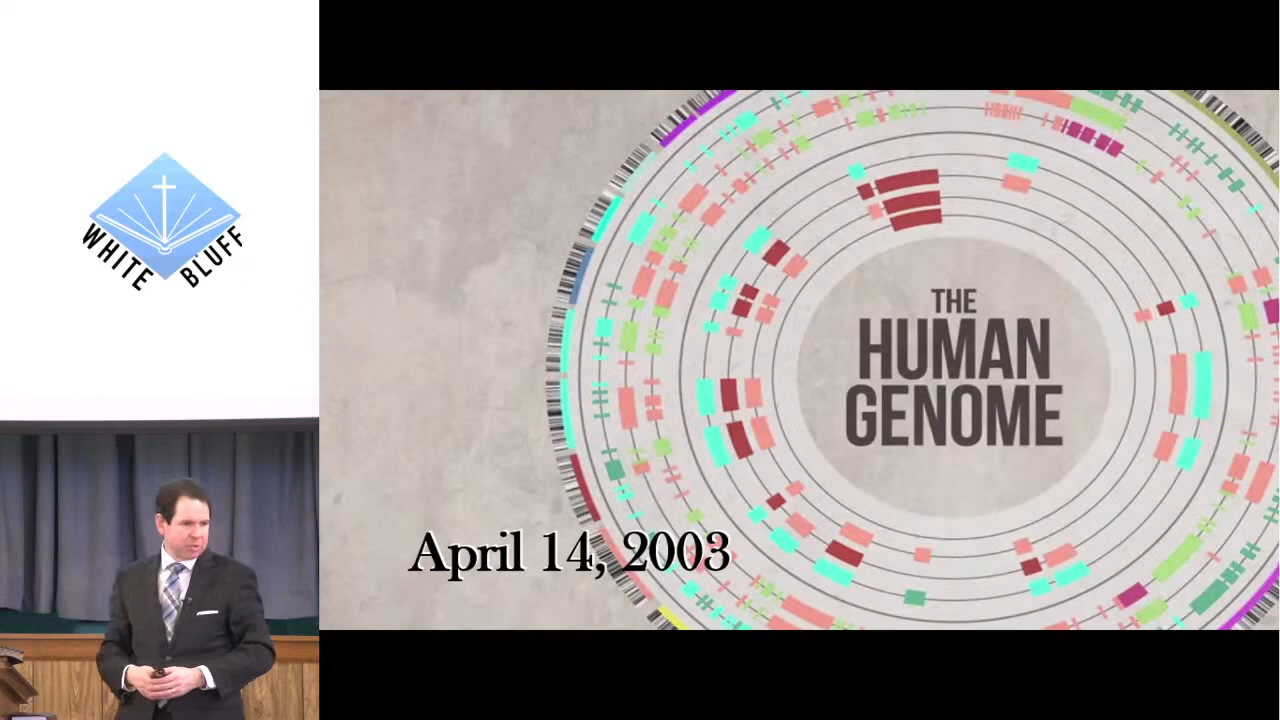 WHITE BLUFF
THE
HUMAN
GENOME
April 14, 2003